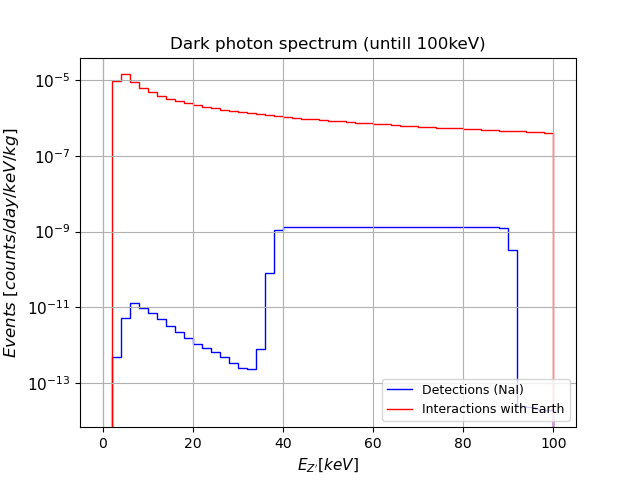 Dark photon spectrum (untill 100keV)
Events [counts/day/keV/kg]
10⁻⁵
10⁻⁷
10⁻⁹
10⁻¹¹
10⁻¹³
Detections (NaI)
Interactions with Earth
0 20 40 60 80 100
E_{Z'}[keV]